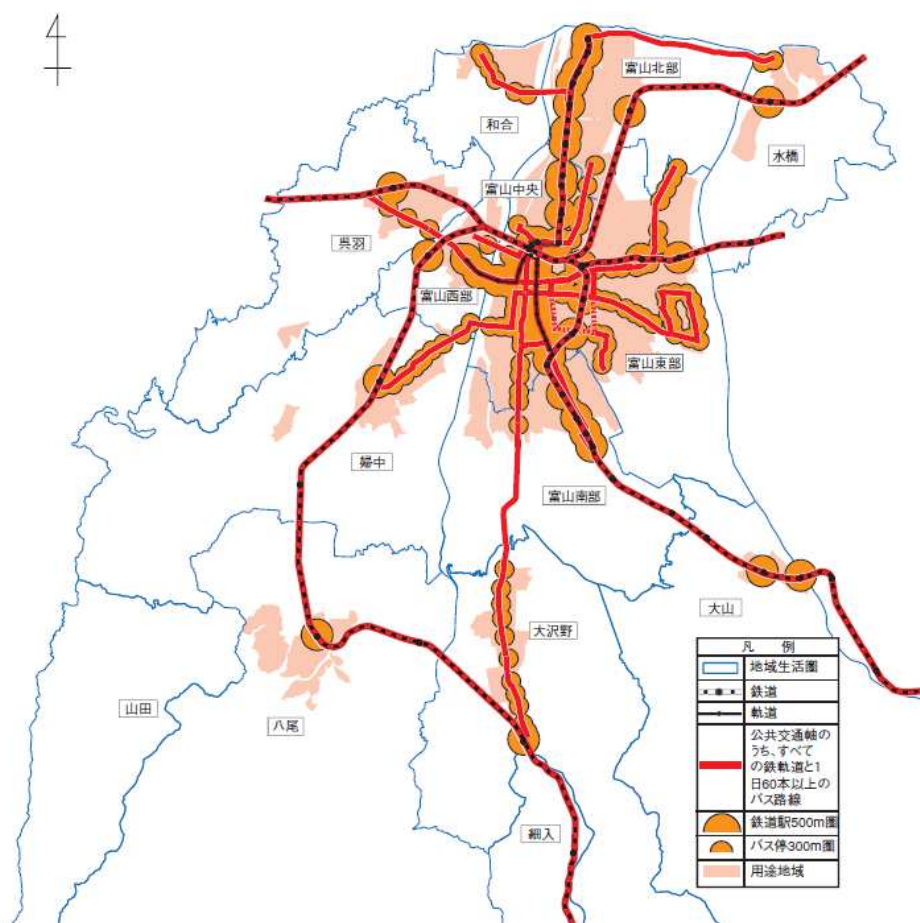 富山北部
和合
水橋
富山中央
呉羽
富山西部
富山東部
婦中
富山南部
大山
大沢野
山田
八尾
細入
凡 例
地域生活圏
鉄道
軌道
公共交通軸の
うち、すべて
の鉄軌道と1
日60本以上の
バス路線
鉄道駅500m圏
バス停300m圏
用途地域